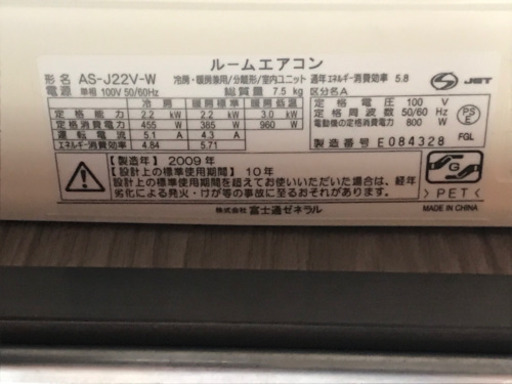 ルームエアコン
形名 AS-J22V-W 冷房・暖房兼用/分離形/室内ユニット 通年エネルギー消費効率 5.8
電源 単相 100V 50/60Hz 総質量 7.5 kg 区分名A
冷房 暖房標準 暖房低温
定格能力 2.2 kW 2.2 kW 3.0 kW
定格消費電力 455 W 385 W 960 W
運転電流 5.1 A 4.3 A
エネルギー消費効率 4.84 5.71
定格電圧 100 V
定格周波数 50/60 Hz
電動機の定格消費電力 800 W
製造番号 E084328
JET
PS E
FGL
【製造年】2009年
【設計上の標準使用期間】10年
設計上の標準使用期間を超えてお使いいただいた場合は、経年
劣化による発火・けが等の事故に至るおそれがあります。
G
PET
株式会社 富士通ゼネラル
MADE IN CHINA